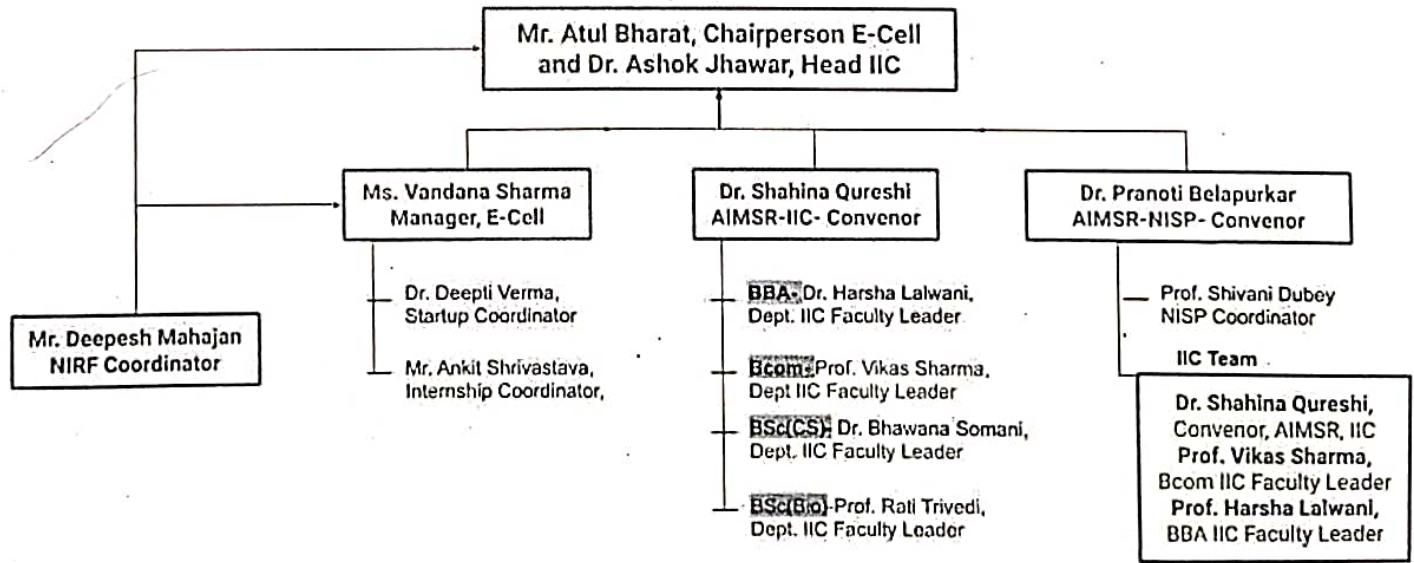 Mr. Atul Bharat, Chairperson E-Cell
and Dr. Ashok Jhawar, Head IIC
Ms. Vandana Sharma
Manager, E-Cell
Dr. Shahina Qureshi
AIMSR-IIC- Convenor
Dr. Pranoti Belapurkar
AIMSR-NISP- Convenor
Mr. Deepesh Mahajan
NIRF Coordinator
Dr. Deepti Verma,
Startup Coordinator
Mr. Ankit Shrivastava,
Internship Coordinator,
BBA- Dr. Harsha Lalwani,
Dept. IIC Faculty Leader
Bcom- Prof. Vikas Sharma,
Dept IIC Faculty Leader
BSc(CS)- Dr. Bhawana Somani,
Dept. IIC Faculty Leader
BSc(Bio)-Prof. Rati Trivedi,
Dept. IIC Faculty Leader
Prof. Shivani Dubey
NISP Coordinator
IIC Team
Dr. Shahina Qureshi,
Convenor, AIMSR, IIC
Prof. Vikas Sharma,
Bcom IIC Faculty Leader
Prof. Harsha Lalwani,
BBA IIC Faculty Leader